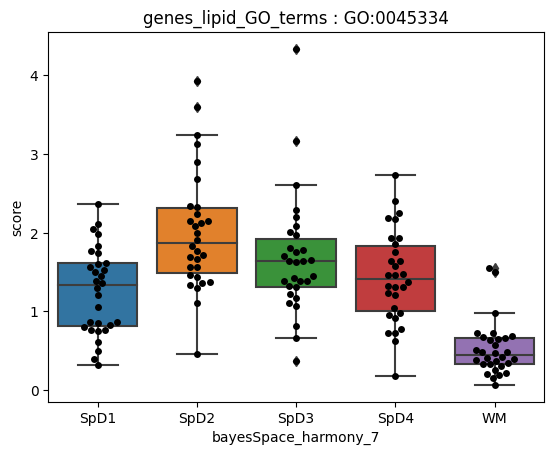 genes_lipid_GO_terms : GO:0045334
4
3
2
1
0
score
SpD1 SpD2 SpD3 SpD4 WM
bayesSpace_harmony_7